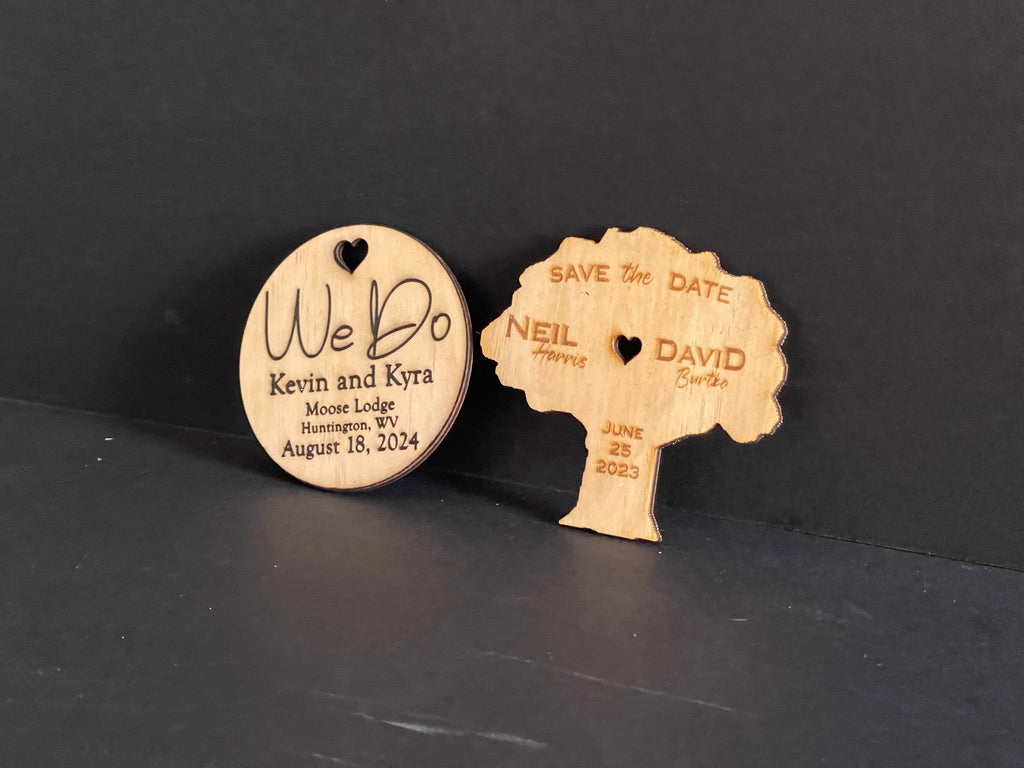 We Do
Kevin and Kyra
Moose Lodge
Huntington, WV
August 18, 2024
SAVE the DATE
NEIL
Harris
DAVID
Burtko
JUNE
25
2023